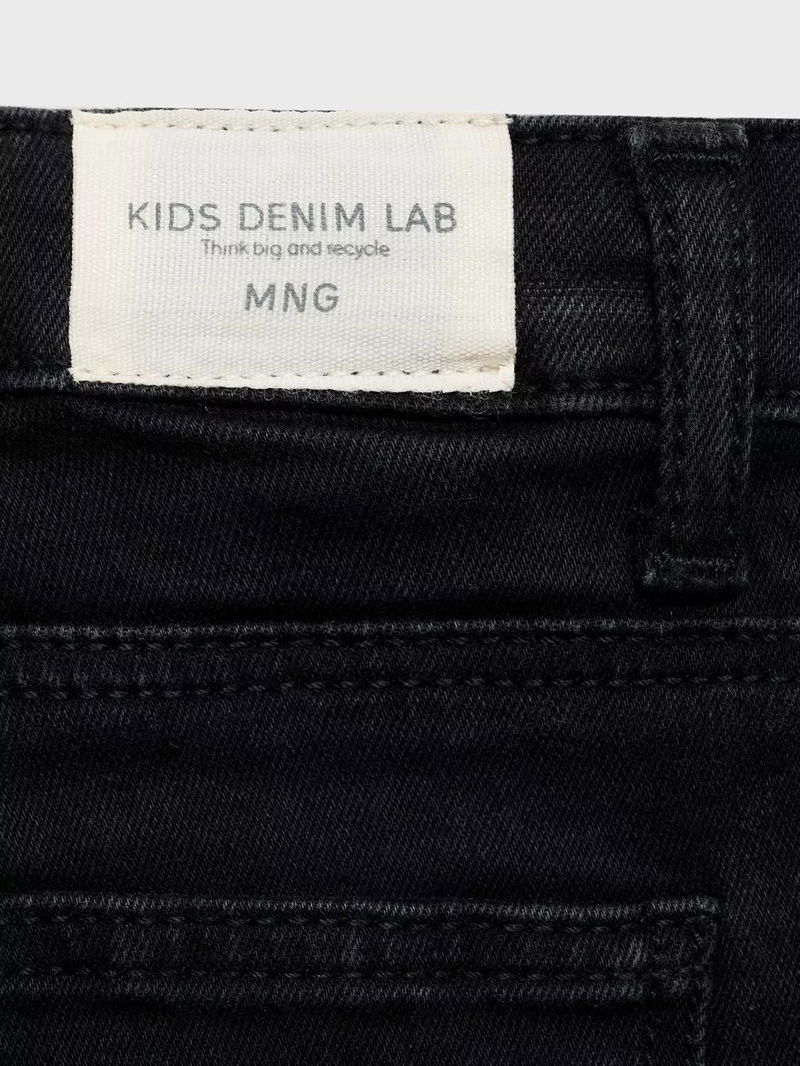 KIDS DENIM LAB
Think big and recycle
MNG